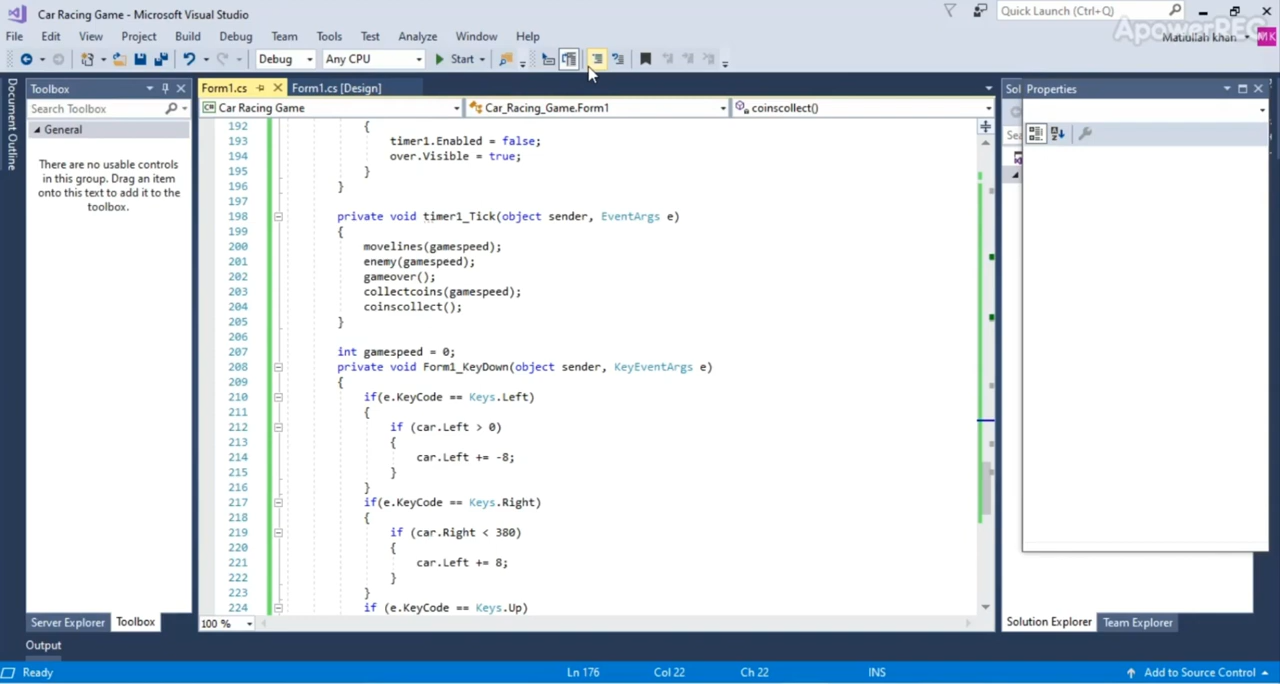 Car Racing Game - Microsoft Visual Studio
Quick Launch (Ctrl+Q)
ApowerREC
File Edit View Project Build Debug Team Tools Test Analyze Window Help
Matiullah khan MK
Debug Any CPU Start
Document Outline
Toolbox
Search Toolbox
General
There are no usable controls
in this group. Drag an item
onto this text to add it to the
toolbox.
Server Explorer Toolbox
Form1.cs Form1.cs [Design]
Car Racing Game Car_Racing_Game.Form1 coinscollect()
192 {
193 timer1.Enabled = false;
194 over.Visible = true;
195 }
196 }
197
198 private void timer1_Tick(object sender, EventArgs e)
199 {
200 movelines(gamespeed);
201 enemy(gamespeed);
202 gameover();
203 collectcoins(gamespeed);
204 coinscollect();
205 }
206
207 int gamespeed = 0;
208 private void Form1_KeyDown(object sender, KeyEventArgs e)
209 {
210 if(e.KeyCode == Keys.Left)
211 {
212 if (car.Left > 0)
213 {
214 car.Left += -8;
215 }
216 }
217 if(e.KeyCode == Keys.Right)
218 {
219 if (car.Right < 380)
220 {
221 car.Left += 8;
222 }
223 }
224 if (e.KeyCode == Keys.Up)
100 %
Sol
Sea
Properties
Solution Explorer Team Explorer
Output
Ready Ln 176 Col 22 Ch 22 INS Add to Source Control